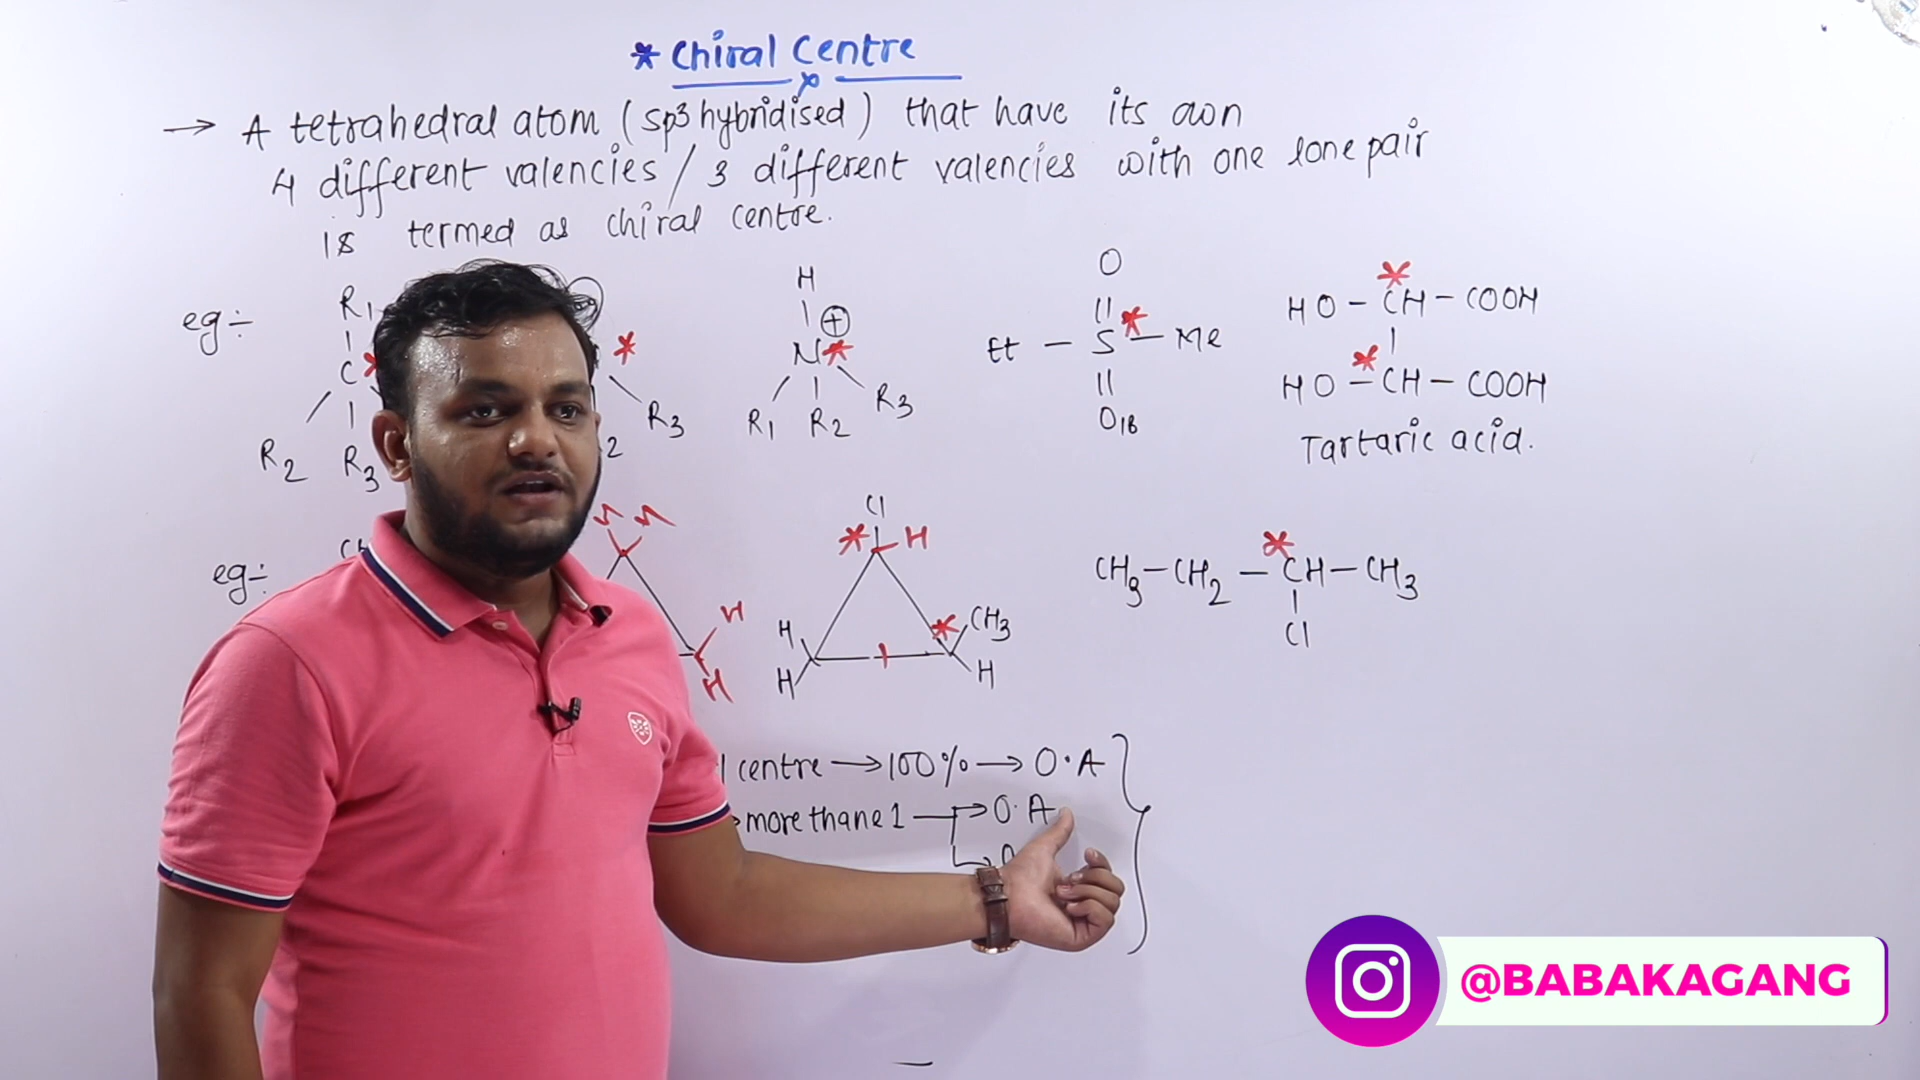 * Chiral Centre
→ A tetrahedral atom (sp3 hybridised) that have its own
4 different valencies / 3 different valencies with one lone pair
is termed as chiral centre.
eg÷
R1
C *
R2 R3
* R3
2
H
N ⊕ *
R1 R2 R3
O
Et - S * - Me
O18
* HO - CH - COOH
* HO - CH - COOH
Tartaric acid.
eg÷
H
H
Cl
* H
H * CH3
H H
CH3-CH2 - *CH - CH3
Cl
l centre → 100% → O.A
more thane 1 → O.A
@BABAKAGANG